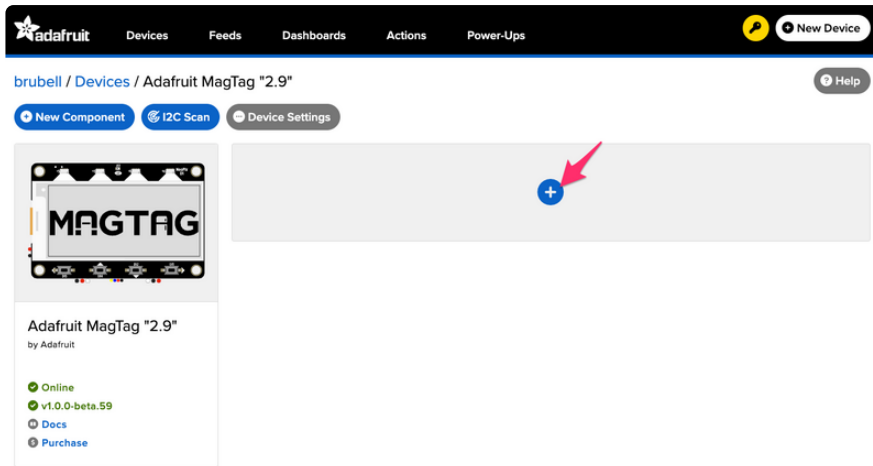 adafruit Devices Feeds Dashboards Actions Power-Ups New Device
brubell / Devices / Adafruit MagTag "2.9"
Help
New Component I2C Scan Device Settings
MAGTAG
Adafruit MagTag "2.9"
by Adafruit
Online
v1.0.0-beta.59
Docs
Purchase